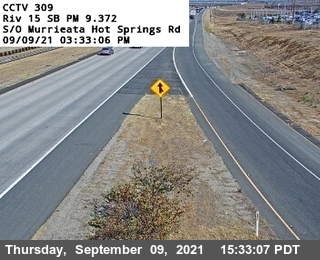 CCTV 309
Riv 15 SB PM 9.372
S/O Murrieata Hot Springs Rd
09/09/21 03:33:06 PM
Thursday, September 09, 2021 15:33:07 PDT